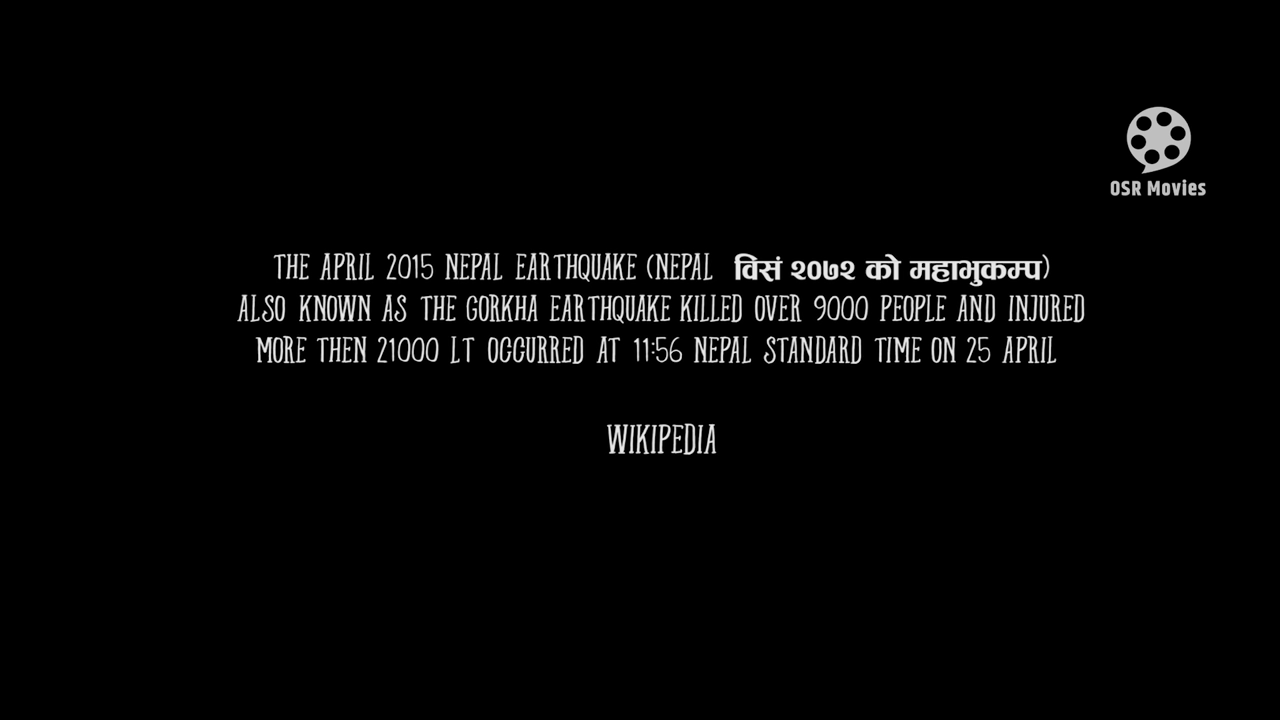 OSR Movies
THE APRIL 2015 NEPAL EARTHQUAKE (NEPAL विसं २०७२ को महाभुकम्प)
ALSO KNOWN AS THE GORKHA EARTHQUAKE KILLED OVER 9000 PEOPLE AND INJURED
MORE THEN 21000 LT OCCURRED AT 11:56 NEPAL STANDARD TIME ON 25 APRIL
WIKIPEDIA